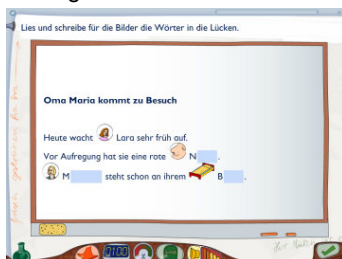 Lies und schreibe für die Bilder die Wörter in die Lücken.
Oma Maria kommt zu Besuch
Heute wacht Lara sehr früh auf.
Vor Aufregung hat sie eine rote N .
M steht schon an ihrem B .